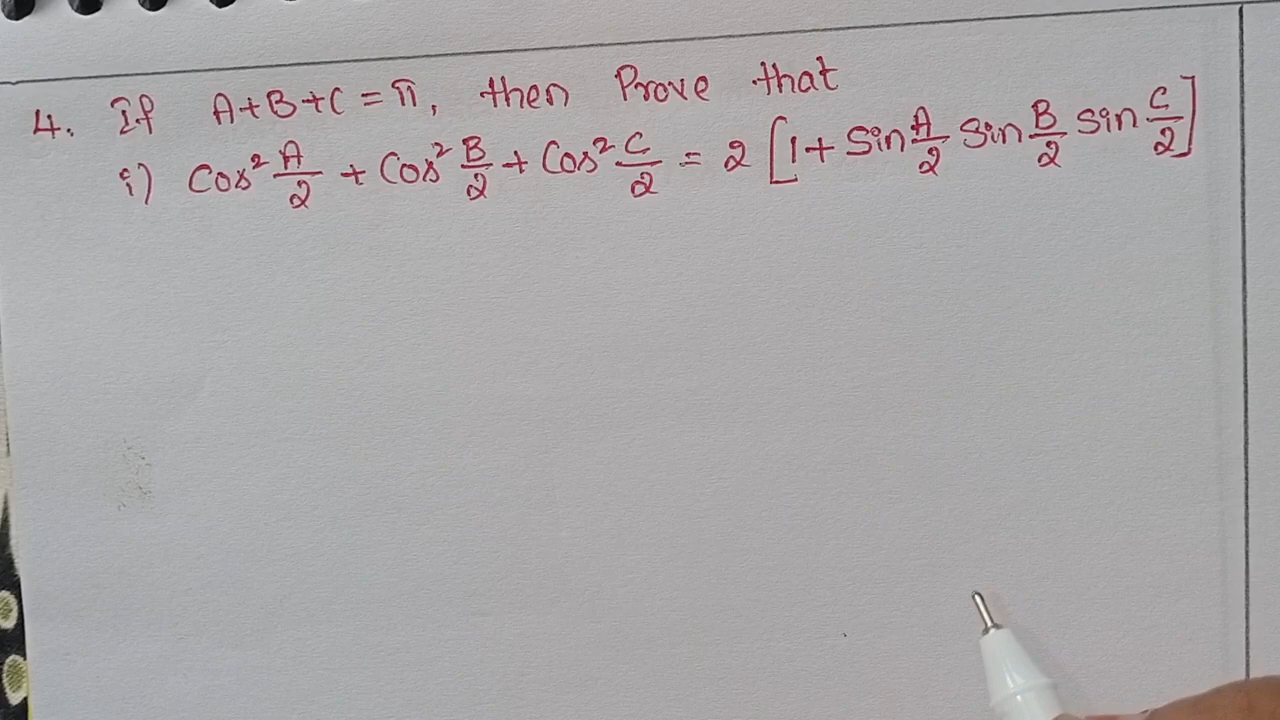 4. If A+B+C = π, then Prove that
i) Cos² A/2 + Cos² B/2 + Cos² C/2 = 2 [1+ Sin A/2 Sin B/2 Sin C/2]